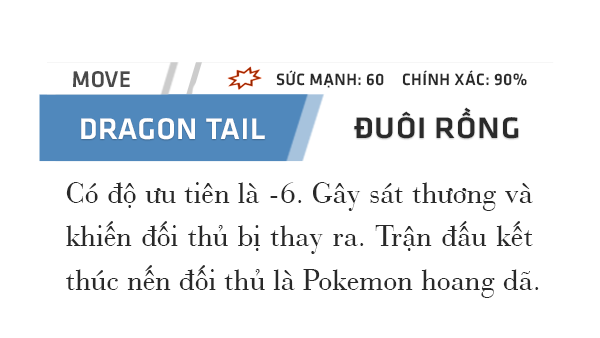 MOVE SỨC MẠNH: 60 CHÍNH XÁC: 90%
DRAGON TAIL ĐUÔI RỒNG
Có độ ưu tiên là -6. Gây sát thương và
khiến đối thủ bị thay ra. Trận đấu kết
thúc nến đối thủ là Pokemon hoang dã.